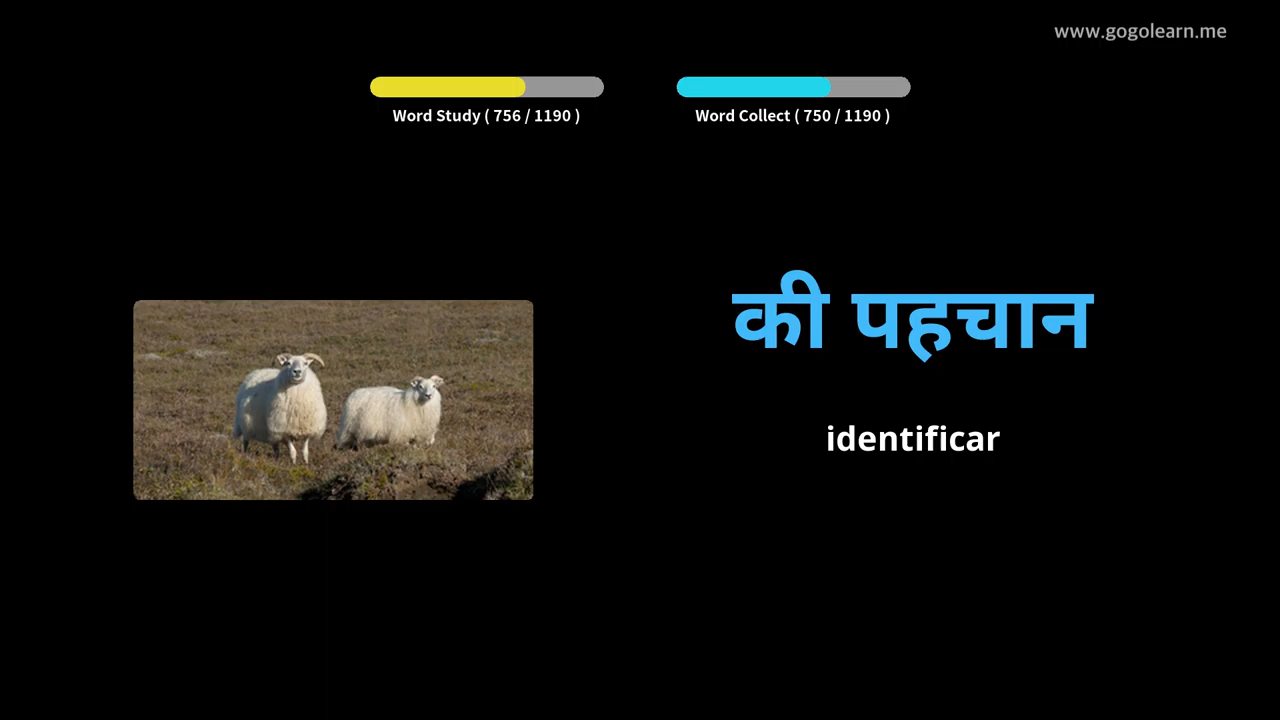 www.gogolearn.me
Word Study ( 756 / 1190 )
Word Collect ( 750 / 1190 )
की पहचान
identificar